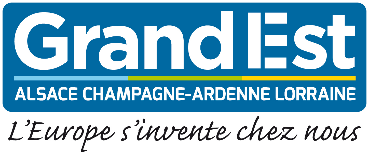 Grand Est
ALSACE CHAMPAGNE-ARDENNE LORRAINE
L'Europe s'invente chez nous